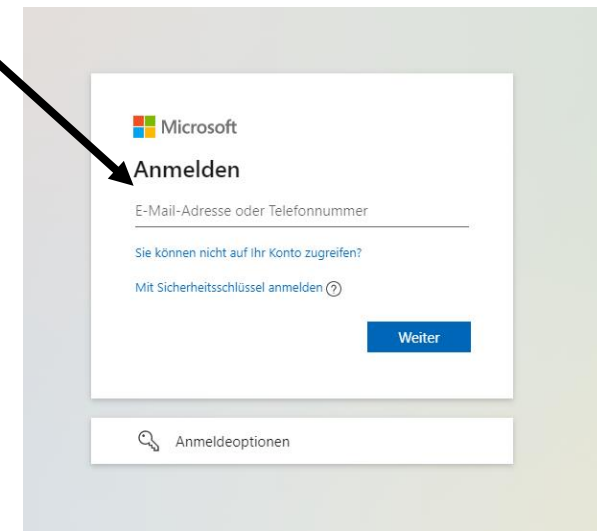 Microsoft
Anmelden
E-Mail-Adresse oder Telefonnummer
Sie können nicht auf Ihr Konto zugreifen?
Mit Sicherheitsschlüssel anmelden ?
Weiter
Anmeldeoptionen